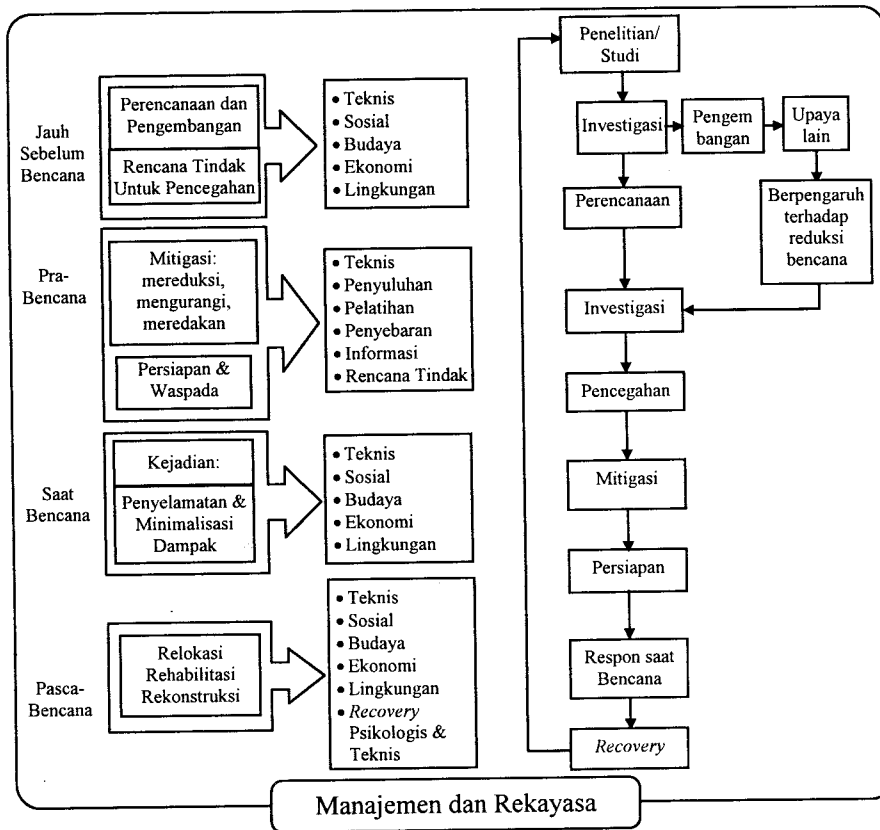 Jauh
Sebelum
Bencana
Perencanaan dan
Pengembangan
Rencana Tindak
Untuk Pencegahan
• Teknis
• Sosial
• Budaya
• Ekonomi
• Lingkungan
Pra-
Bencana
Mitigasi:
mereduksi,
mengurangi,
meredakan
Persiapan &
Waspada
• Teknis
• Penyuluhan
• Pelatihan
• Penyebaran
• Informasi
• Rencana Tindak
Saat
Bencana
Kejadian:
Penyelamatan &
Minimalisasi
Dampak
• Teknis
• Sosial
• Budaya
• Ekonomi
• Lingkungan
Pasca-
Bencana
Relokasi
Rehabilitasi
Rekonstruksi
• Teknis
• Sosial
• Budaya
• Ekonomi
• Lingkungan
• Recovery
Psikologis &
Teknis
Penelitian/
Studi
Investigasi
Pengem
bangan
Upaya
lain
Perencanaan
Berpengaruh
terhadap
reduksi
bencana
Investigasi
Pencegahan
Mitigasi
Persiapan
Respon saat
Bencana
Recovery
Manajemen dan Rekayasa